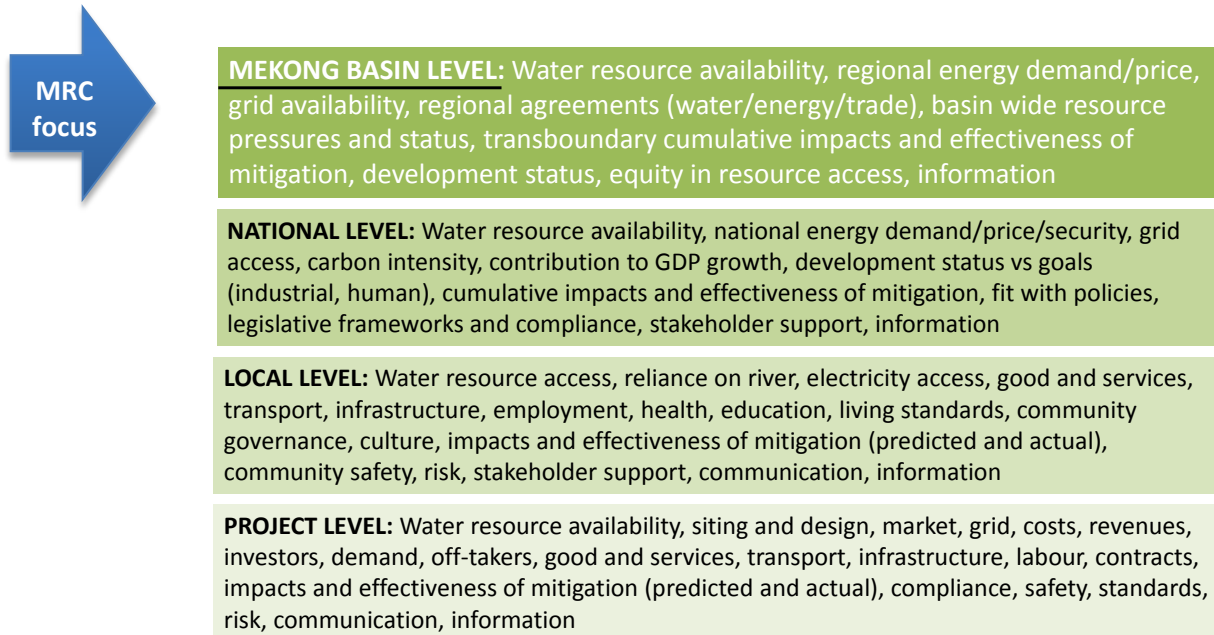 MRC
focus
MEKONG BASIN LEVEL: Water resource availability, regional energy demand/price,
grid availability, regional agreements (water/energy/trade), basin wide resource
pressures and status, transboundary cumulative impacts and effectiveness of
mitigation, development status, equity in resource access, information
NATIONAL LEVEL: Water resource availability, national energy demand/price/security, grid
access, carbon intensity, contribution to GDP growth, development status vs goals
(industrial, human), cumulative impacts and effectiveness of mitigation, fit with policies,
legislative frameworks and compliance, stakeholder support, information
LOCAL LEVEL: Water resource access, reliance on river, electricity access, good and services,
transport, infrastructure, employment, health, education, living standards, community
governance, culture, impacts and effectiveness of mitigation (predicted and actual),
community safety, risk, stakeholder support, communication, information
PROJECT LEVEL: Water resource availability, siting and design, market, grid, costs, revenues,
investors, demand, off-takers, good and services, transport, infrastructure, labour, contracts,
impacts and effectiveness of mitigation (predicted and actual), compliance, safety, standards,
risk, communication, information